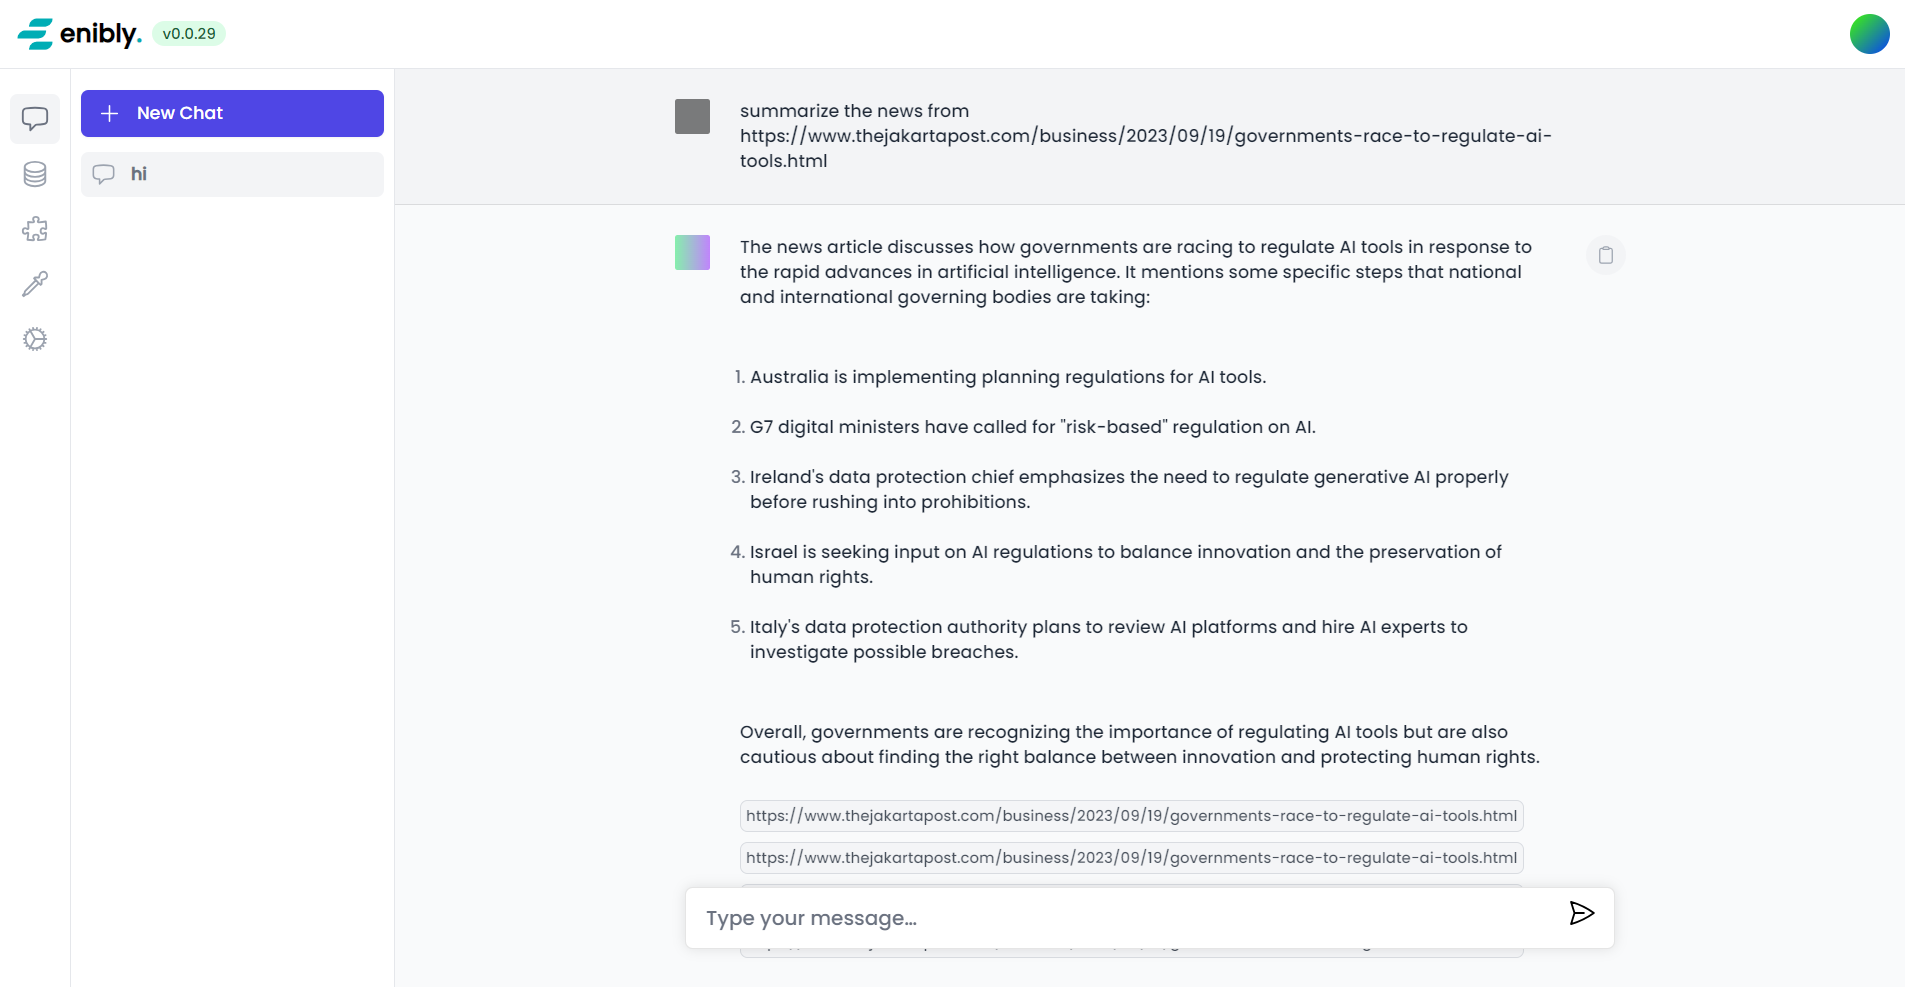 enibly.
v0.0.29
New Chat
hi
summarize the news from
https://www.thejakartapost.com/business/2023/09/19/governments-race-to-regulate-ai-
tools.html
The news article discusses how governments are racing to regulate AI tools in response to
the rapid advances in artificial intelligence. It mentions some specific steps that national
and international governing bodies are taking:
1. Australia is implementing planning regulations for AI tools.
2. G7 digital ministers have called for "risk-based" regulation on AI.
3. Ireland's data protection chief emphasizes the need to regulate generative AI properly
before rushing into prohibitions.
4. Israel is seeking input on AI regulations to balance innovation and the preservation of
human rights.
5. Italy's data protection authority plans to review AI platforms and hire AI experts to
investigate possible breaches.
Overall, governments are recognizing the importance of regulating AI tools but are also
cautious about finding the right balance between innovation and protecting human rights.
https://www.thejakartapost.com/business/2023/09/19/governments-race-to-regulate-ai-tools.html
https://www.thejakartapost.com/business/2023/09/19/governments-race-to-regulate-ai-tools.html
Type your message...